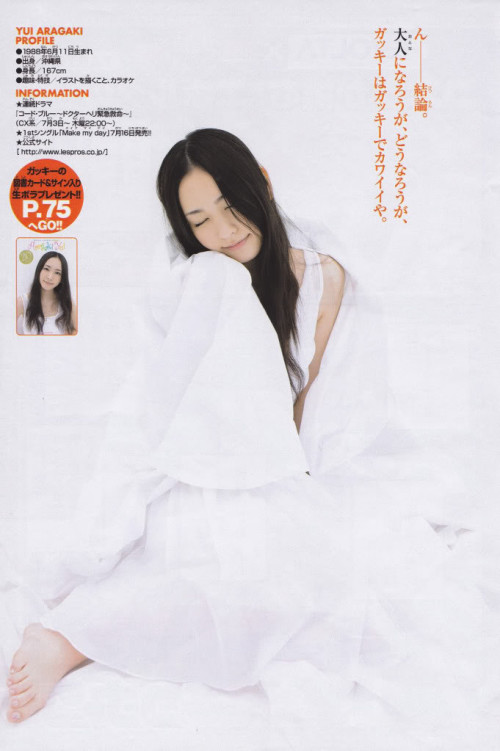 YUI ARAGAKI
PROFILE
●1988年6月11日生まれ
●出身／沖縄県
●身長／167cm
●趣味・特技／イラストを描くこと、カラオケ
INFORMATION
★連続ドラマ
「コード・ブルー〜ドクターヘリ緊急救命〜」
(CX系／7月3日〜 木曜22:00〜)
★1stシングル「Make my day」7月16日発売!!
★公式サイト
[ http://www.lespros.co.jp/]
ガッキーの
図書カード&サイン入り
生ポラプレゼント!!
P.75
へGO!!
ん――結論。
大人になろうが、どうなろうが、
ガッキーはガッキーでカワイイや。